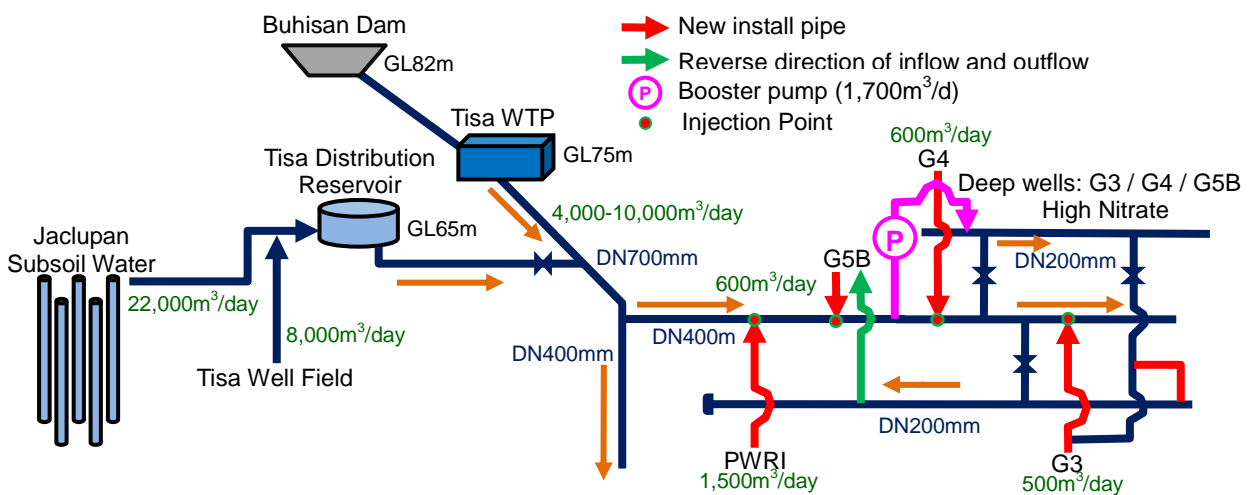 Buhisan Dam
GL82m
New install pipe
Reverse direction of inflow and outflow
P
Booster pump (1,700m³/d)
Injection Point
Tisa WTP
GL75m
Tisa Distribution
Reservoir
GL65m
4,000-10,000m³/day
600m³/day
G4
Deep wells: G3 / G4 / G5B
High Nitrate
Jaclupan
Subsoil Water
22,000m³/day
8,000m³/day
Tisa Well Field
DN700mm
G5B
600m³/day
P
DN200mm
DN400m
DN400mm
DN200mm
PWRI
1,500m³/day
G3
500m³/day